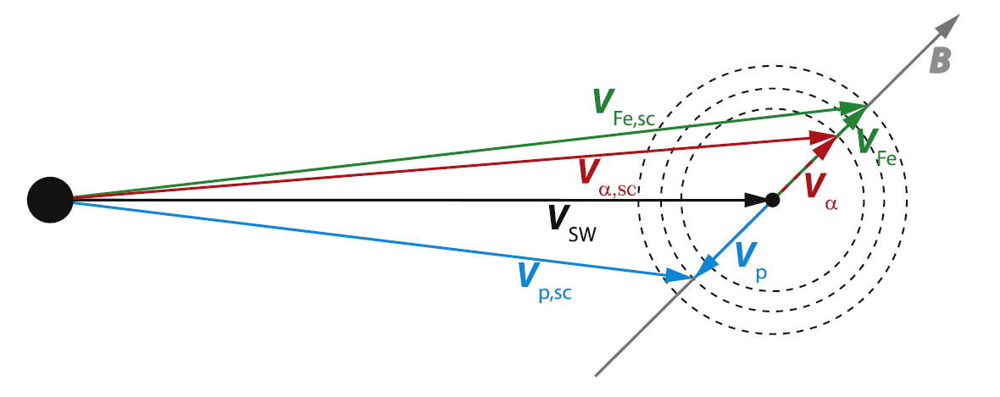 B
V Fe,sc
V Fe
V α,sc
V α
V SW
V p
V p,sc